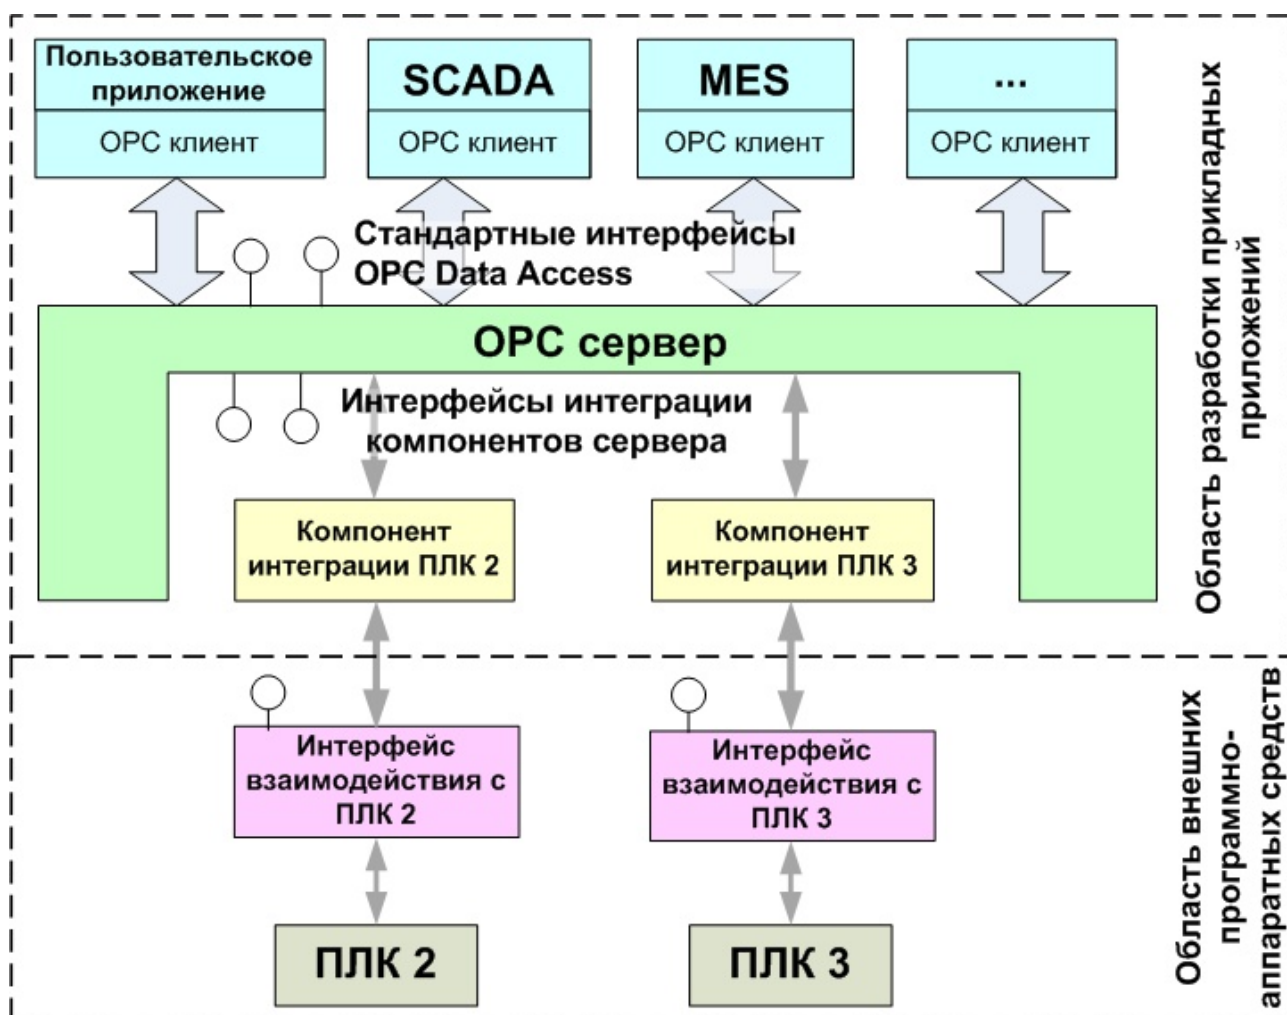 Пользовательское
приложение
OPC клиент
SCADA
OPC клиент
MES
OPC клиент
...
OPC клиент
Стандартные интерфейсы
OPC Data Access
OPC сервер
Интерфейсы интеграции
компонентов сервера
Компонент
интеграции ПЛК 2
Компонент
интеграции ПЛК 3
Область разработки прикладных
приложений
Интерфейс
взаимодействия с
ПЛК 2
Интерфейс
взаимодействия с
ПЛК 3
ПЛК 2
ПЛК 3
Область внешних
программно-
аппаратных средств